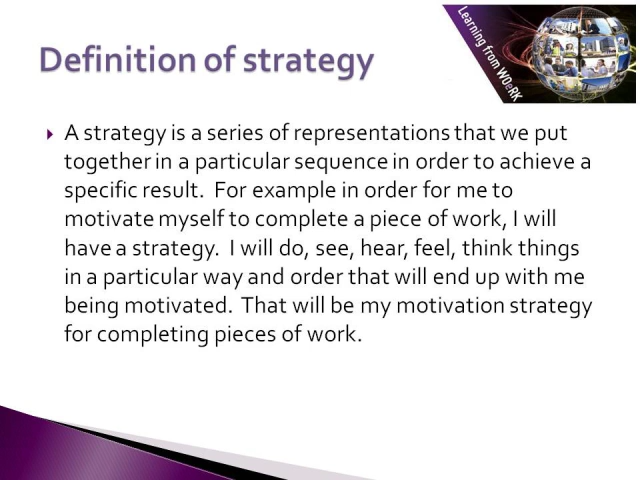 Learning from WOeRK
Definition of strategy
A strategy is a series of representations that we put
together in a particular sequence in order to achieve a
specific result.  For example in order for me to
motivate myself to complete a piece of work, I will
have a strategy.  I will do, see, hear, feel, think things
in a particular way and order that will end up with me
being motivated.  That will be my motivation strategy
for completing pieces of work.